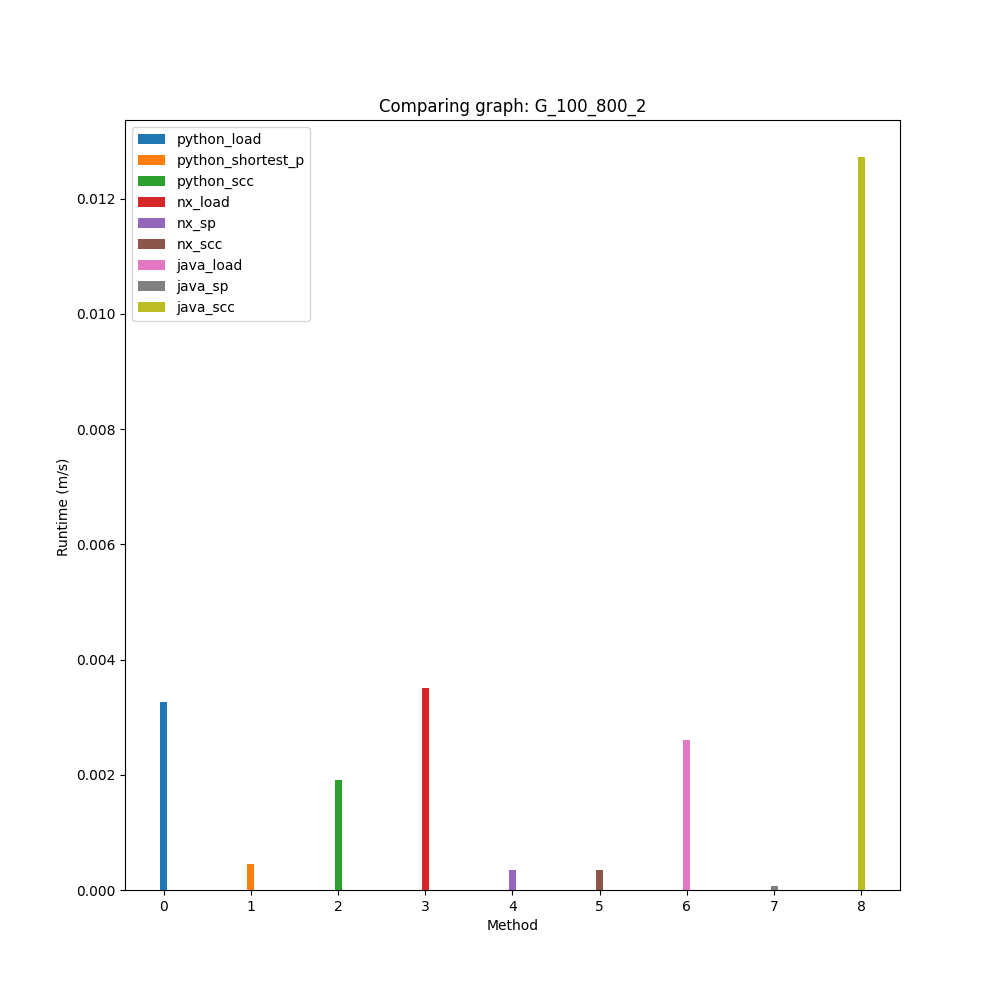 Comparing graph: G_100_800_2
python_load
python_shortest_p
python_scc
nx_load
nx_sp
nx_scc
java_load
java_sp
java_scc
0.012
0.010
0.008
0.006
0.004
0.002
0.000
Runtime (m/s)
0 1 2 3 4 5 6 7 8
Method